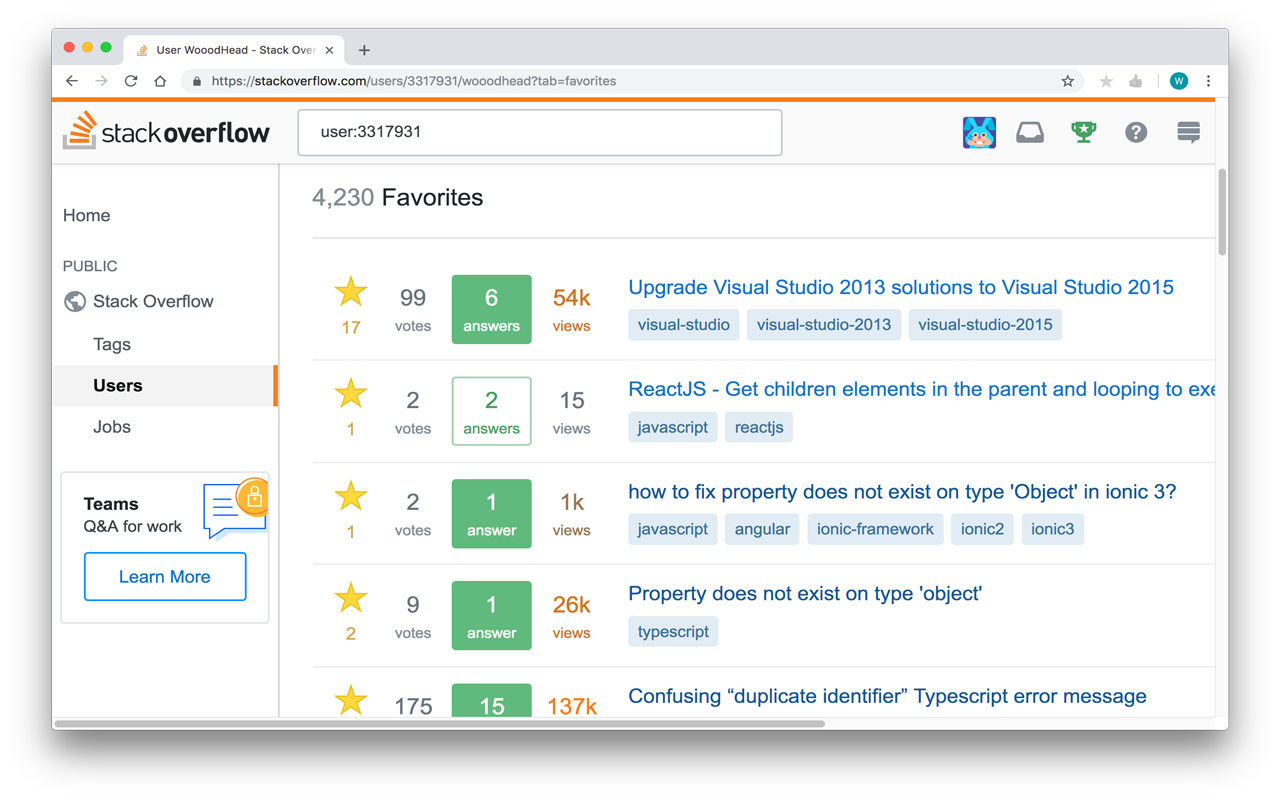 User WooodHead - Stack Over
https://stackoverflow.com/users/3317931/wooodhead?tab=favorites
W
stackoverflow
user:3317931
?
Home
PUBLIC
Stack Overflow
Tags
Users
Jobs
Teams
Q&A for work
Learn More
4,230 Favorites
17
99
votes
6
answers
54k
views
Upgrade Visual Studio 2013 solutions to Visual Studio 2015
visual-studio visual-studio-2013 visual-studio-2015
1
2
votes
2
answers
15
views
ReactJS - Get children elements in the parent and looping to exe
javascript reactjs
1
2
votes
1
answer
1k
views
how to fix property does not exist on type 'Object' in ionic 3?
javascript angular ionic-framework ionic2 ionic3
2
9
votes
1
answer
26k
views
Property does not exist on type 'object'
typescript
175
15
137k
Confusing “duplicate identifier” Typescript error message